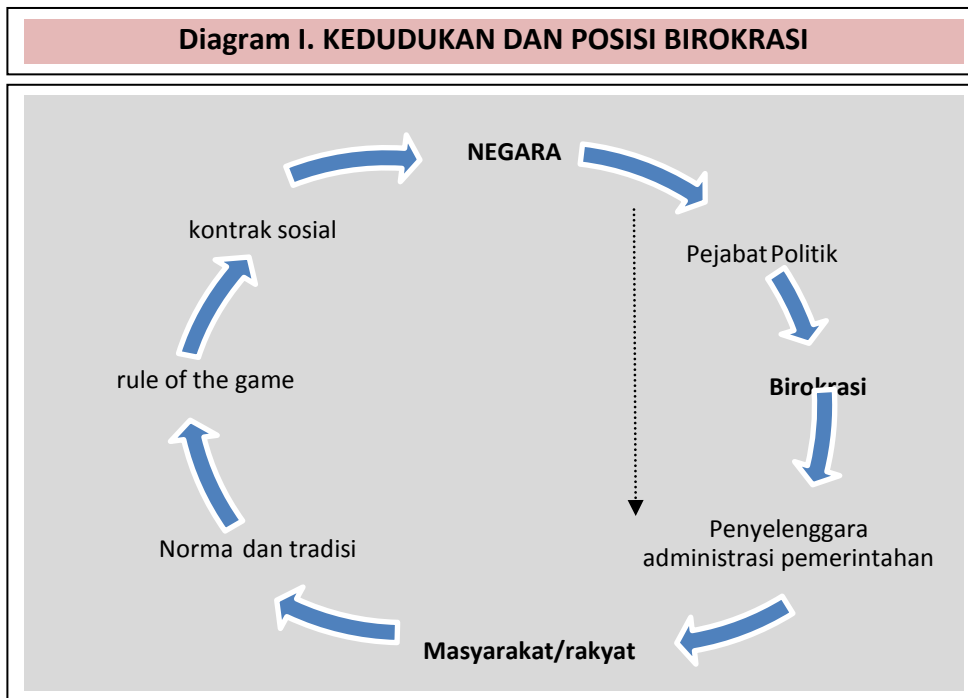 Diagram I. KEDUDUKAN DAN POSISI BIROKRASI
NEGARA
Pejabat Politik
Birokrasi
Penyelenggara
administrasi pemerintahan
Masyarakat/rakyat
Norma dan tradisi
rule of the game
kontrak sosial